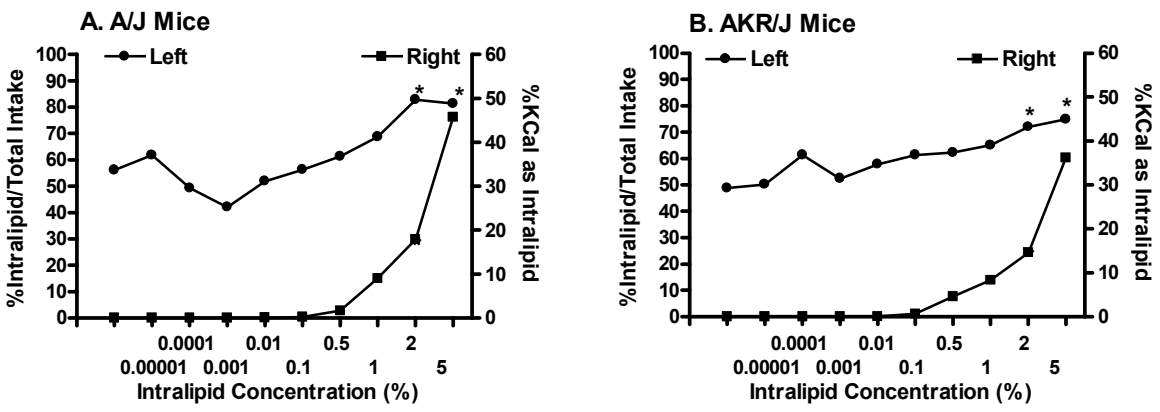 A. A/J Mice
Left
Right
%Intralipid/Total Intake
100
90
80
70
60
50
40
30
20
10
0
60
50
40
30
20
10
0
%KCal as Intralipid
* *
0.0001 0.01 0.5 2
0.00001 0.001 0.1 1 5
Intralipid Concentration (%)
B. AKR/J Mice
Left
Right
%Intralipid/Total Intake
100
90
80
70
60
50
40
30
20
10
0
60
50
40
30
20
10
0
%KCal as Intralipid
* *
0.0001 0.01 0.5 2
0.00001 0.001 0.1 1 5
Intralipid Concentration (%)